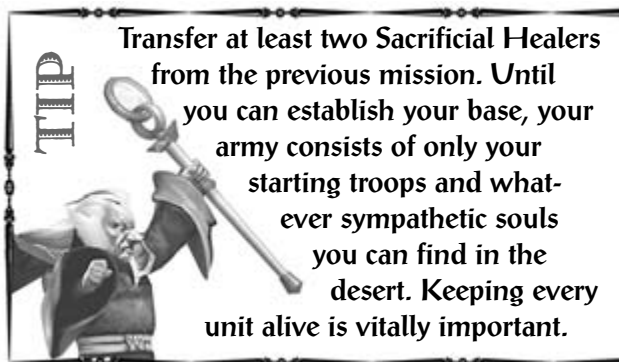 TIP
Transfer at least two Sacrificial Healers
from the previous mission. Until
you can establish your base, your
army consists of only your
starting troops and what-
ever sympathetic souls
you can find in the
desert. Keeping every
unit alive is vitally important.